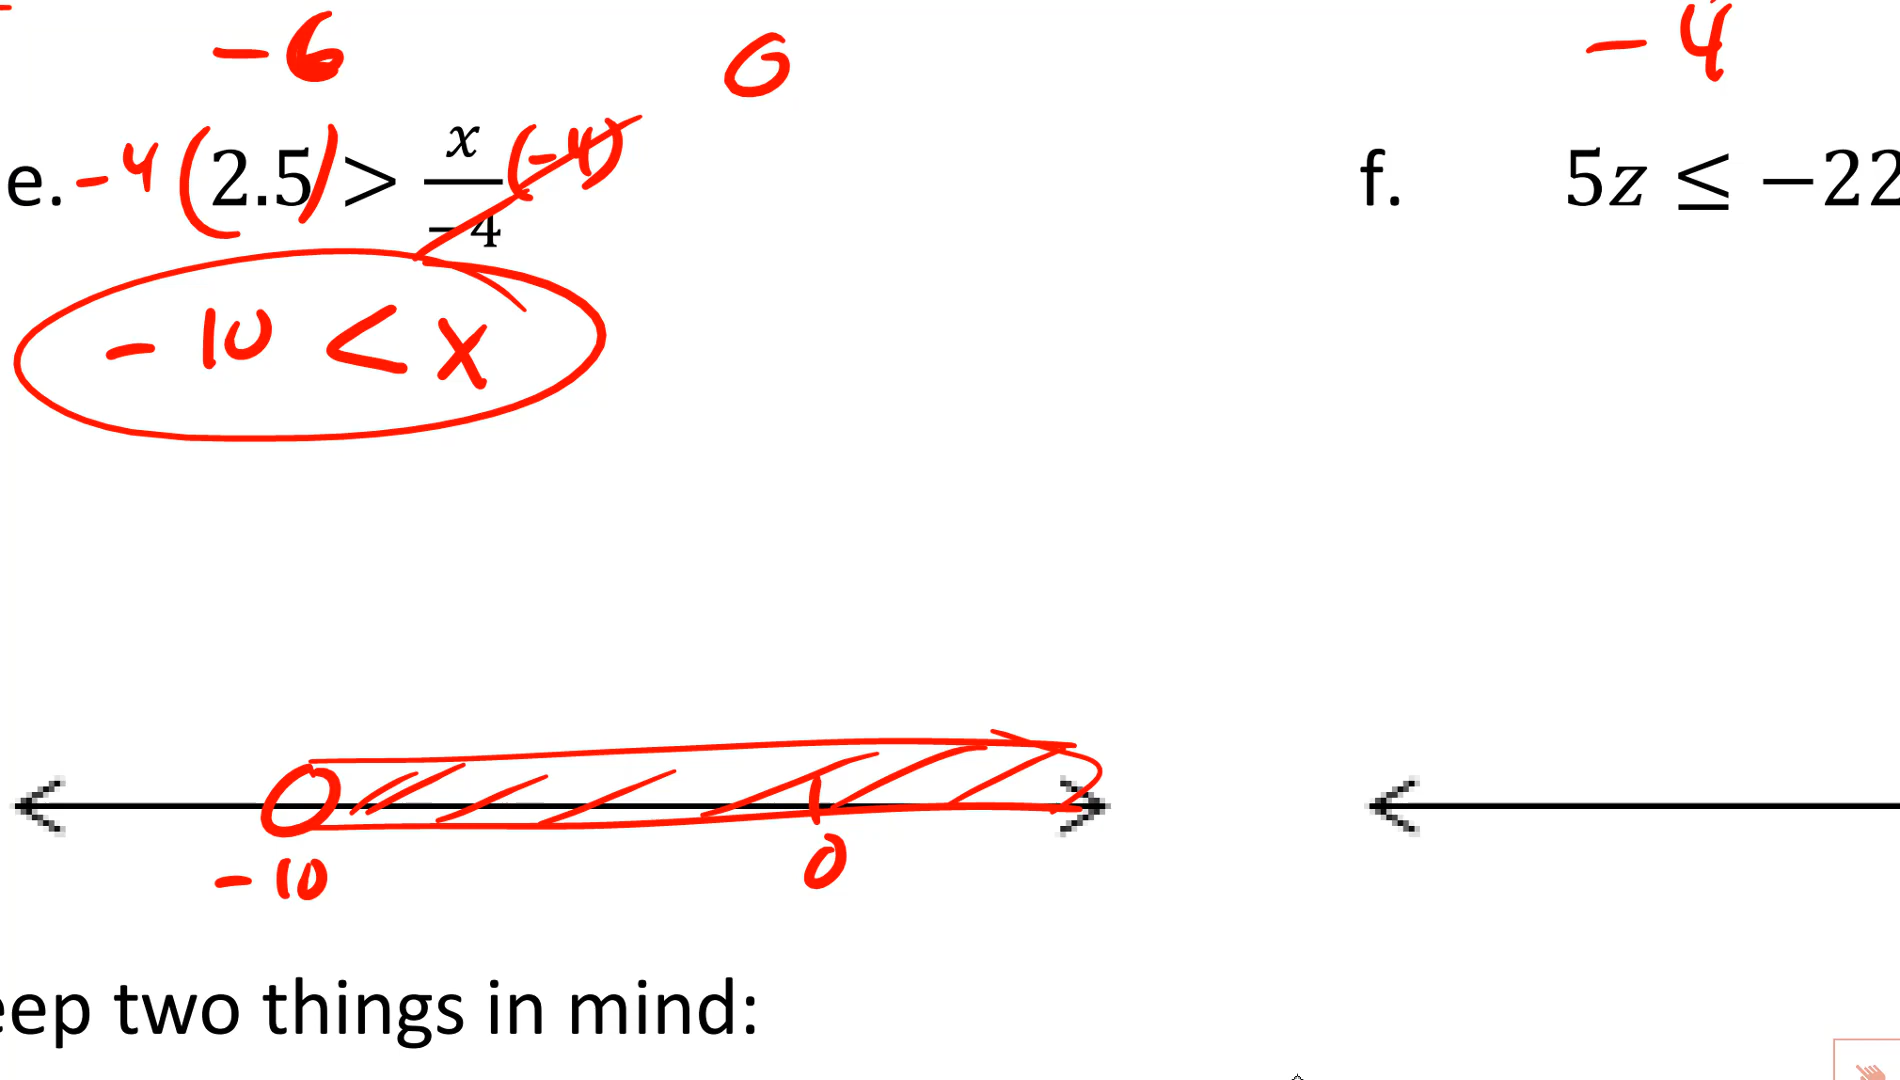 -6 0 -4
e. -4(2.5) > x/-4 (-4) f. 5z ≤ -22
-10 < x
-10 0
eep two things in mind: